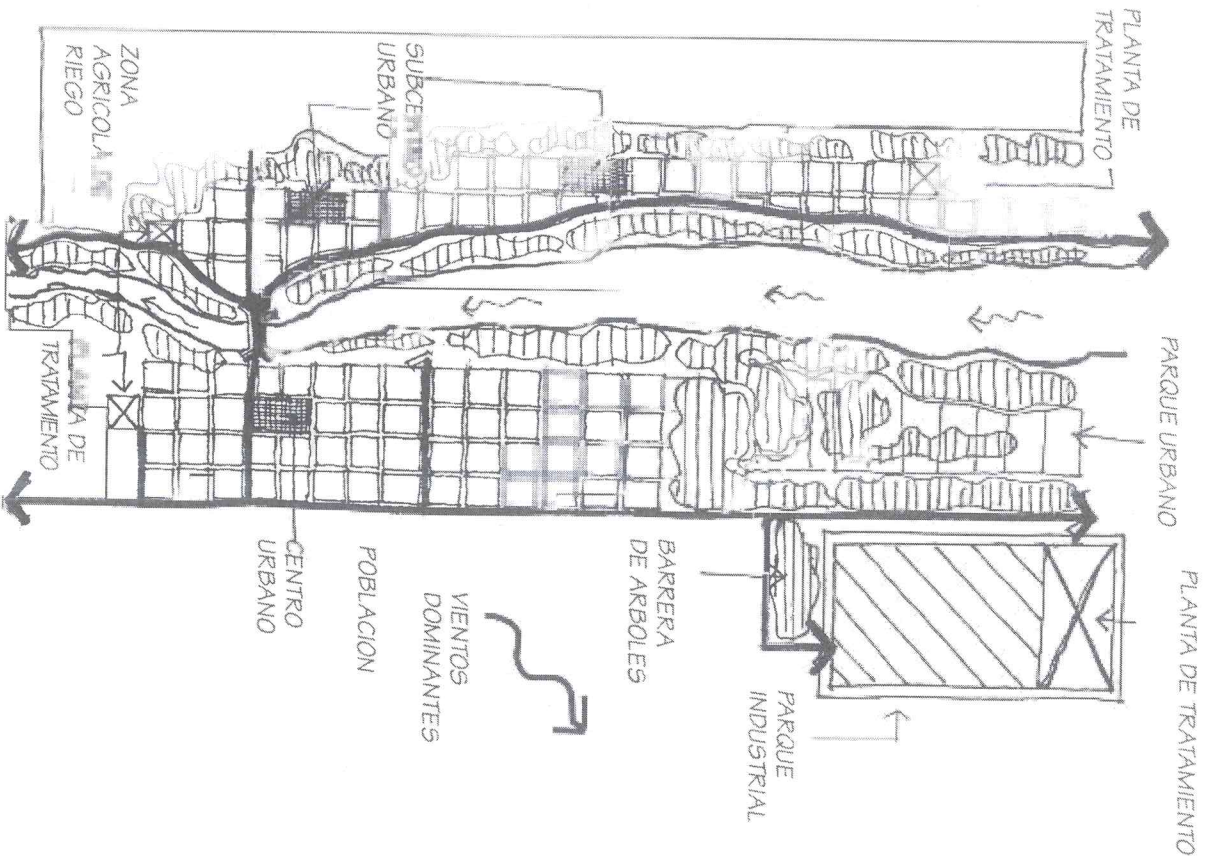 PLANTA DE
TRATAMIENTO
PARQUE URBANO
PLANTA DE TRATAMIENTO
PARQUE
INDUSTRIAL
BARRERA
DE ARBOLES
VIENTOS
DOMINANTES
URBANO
POBLACION
CENTRO
URBANO
ZONA
AGRICOLA
RIEGO
DE
TRATAMIENTO